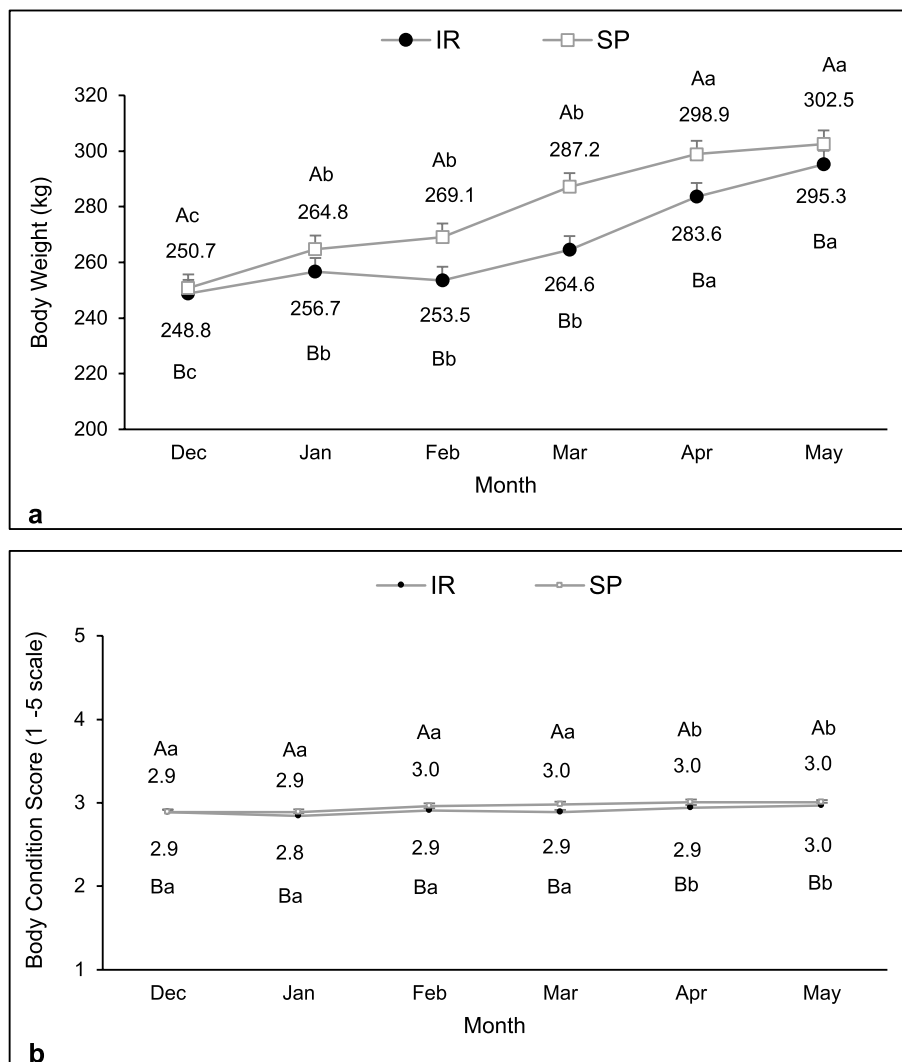 IR SP
Aa
Aa
302.5
Ab
298.9
Ab
287.2
Ab
269.1
264.8
Ac
250.7
320
300
280
260
240
220
200
Body Weight (kg)
248.8
256.7
253.5
264.6
283.6
295.3
Bc
Bb
Bb
Bb
Ba
Ba
Dec Jan Feb Mar Apr May
Month
a
IR SP
Body Condition Score (1 -5 scale)
5
4
3
2
1
Aa Aa Aa Aa Ab Ab
2.9 2.9 3.0 3.0 3.0 3.0
2.9 2.8 2.9 2.9 2.9 3.0
Ba Ba Ba Ba Bb Bb
Dec Jan Feb Mar Apr May
Month
b